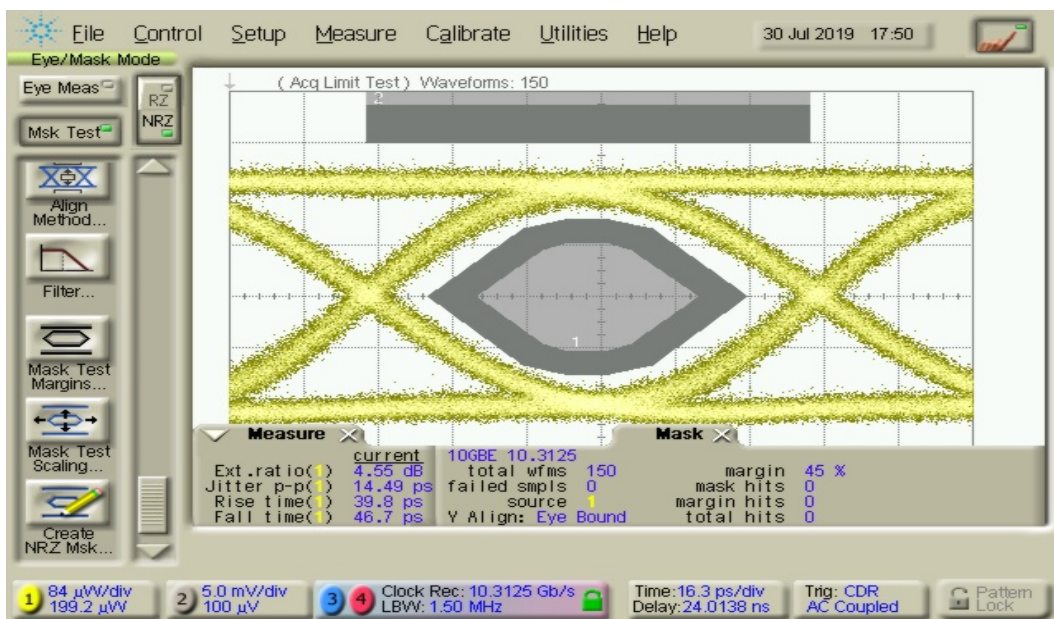 File Control Setup Measure Calibrate Utilities Help 30 Jul 2019 17:50
Eye/Mask Mode
Eye Meas
RZ
NRZ
Msk Test
( Acq Limit Test ) Waveforms: 150
2
Align
Method...
Filter...
Mask Test
Margins...
Mask Test
Scaling...
Create
NRZ Msk...
1
Measure
current
Ext.ratio(1) 4.55 dB
Jitter p-p(1) 14.49 ps
Rise time(1) 39.8 ps
Fall time(1) 46.7 ps
Mask
10GBE 10.3125
total wfms 150 margin 45 %
failed smpls 0 mask hits 0
source 1 margin hits 0
Y Align: Eye Bound total hits 0
1 84 µW/div
199.2 µW
2 5.0 mV/div
100 µV
3 4 Clock Rec: 10.3125 Gb/s
LBW: 1.50 MHz
Time:16.3 ps/div
Delay:24.0138 ns
Trig: CDR
AC Coupled
Pattern
Lock